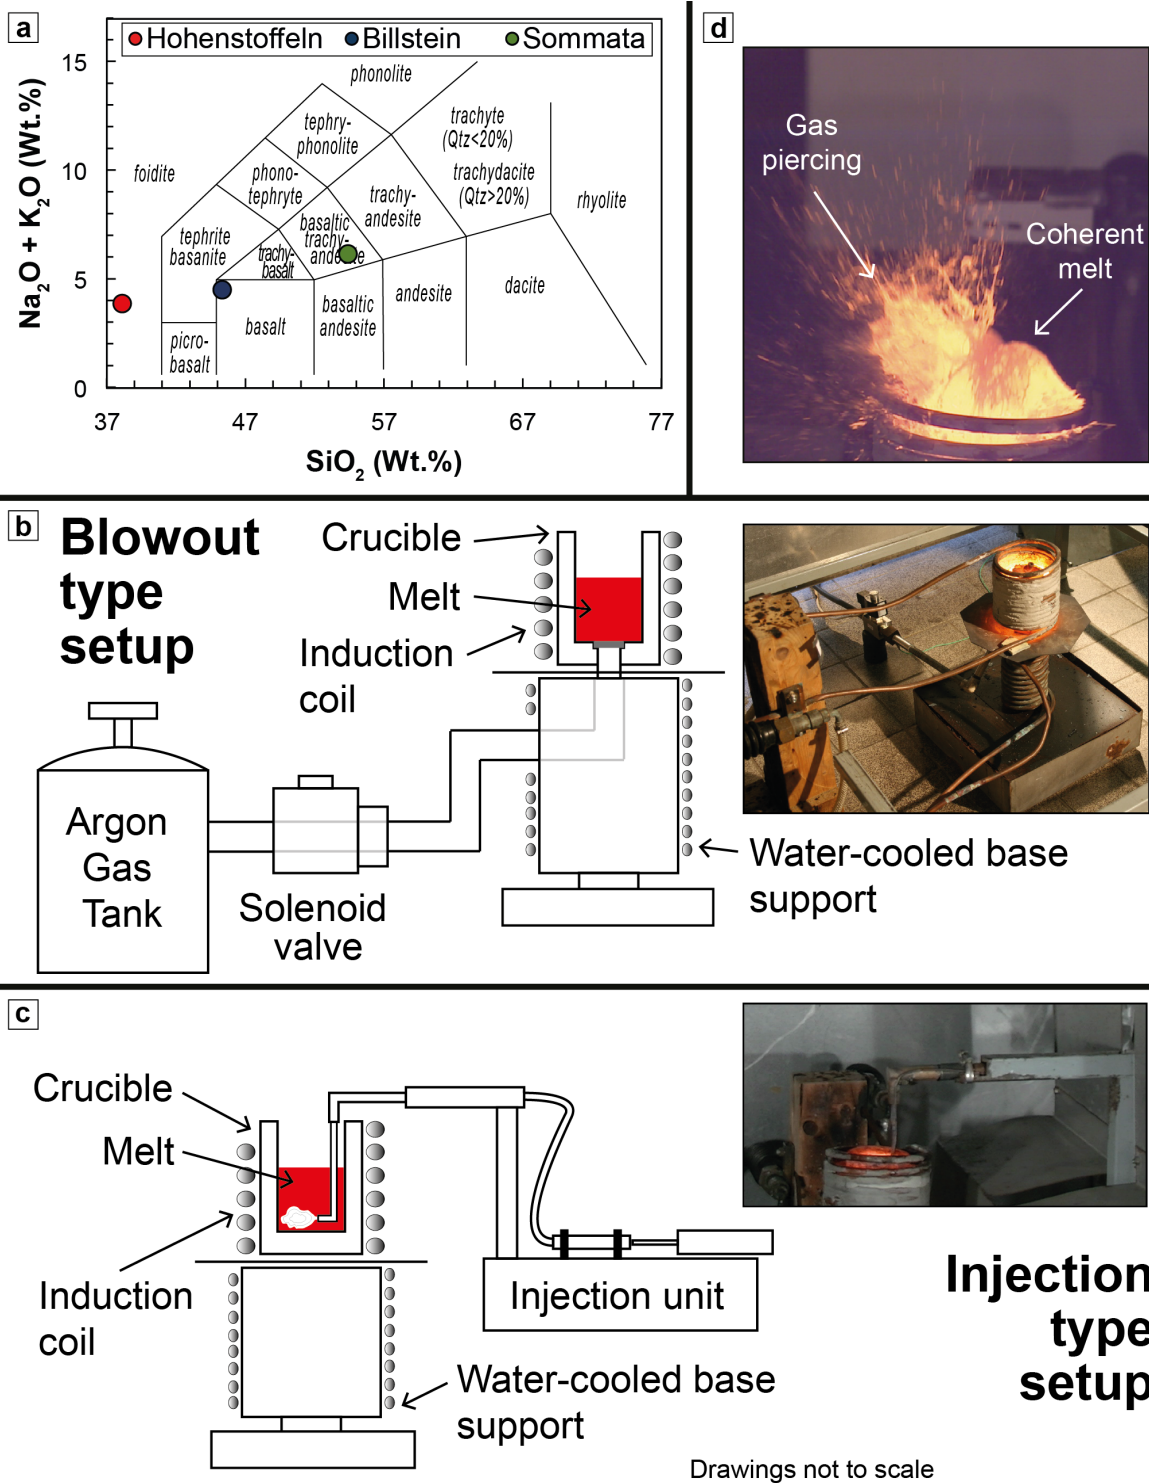 a
Hohenstoffeln Billstein Sommata
Na2O + K2O (Wt.%)
15
10
5
0
37 47 57 67 77
SiO2 (Wt.%)
phonolite
tephry-
phonolite
trachyte
(Qtz<20%)
foidite
phono-
tephryte
trachydacite
(Qtz>20%)
trachy-
andesite
rhyolite
tephrite
basanite
basaltic
trachy-
andesite
trachy-
basalt
picro-
basalt
basalt
basaltic
andesite
andesite
dacite
d
Gas
piercing
Coherent
melt
b
Blowout
type
setup
Crucible
Melt
Induction
coil
Argon
Gas
Tank
Solenoid
valve
Water-cooled base
support
c
Crucible
Melt
Induction
coil
Injection unit
Water-cooled base
support
Injection
type
setup
Drawings not to scale